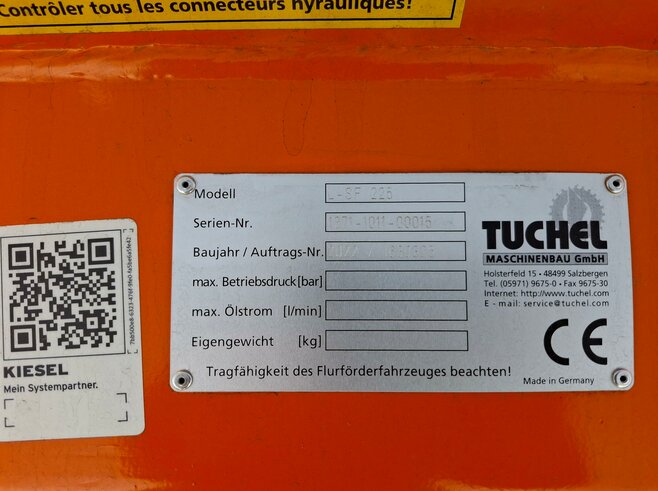 Contrôler tous les connecteurs hyrauliques!
Modell
Serien-Nr.
Baujahr / Auftrags-Nr.
max. Betriebsdruck [bar]
max. Ölstrom [l/min]
Eigengewicht [kg]
Tragfähigkeit des Flurförderfahrzeuges beachten!
TUCHEL
MASCHINENBAU GmbH
Holsterfeld 15 • 48499 Salzbergen
Tel. (05971) 9675-0 • Fax 9675-30
Internet: http://www.tuchel.com
E - mail: service@tuchel.com
CE
Made in Germany
KIESEL
Mein Systempartner.